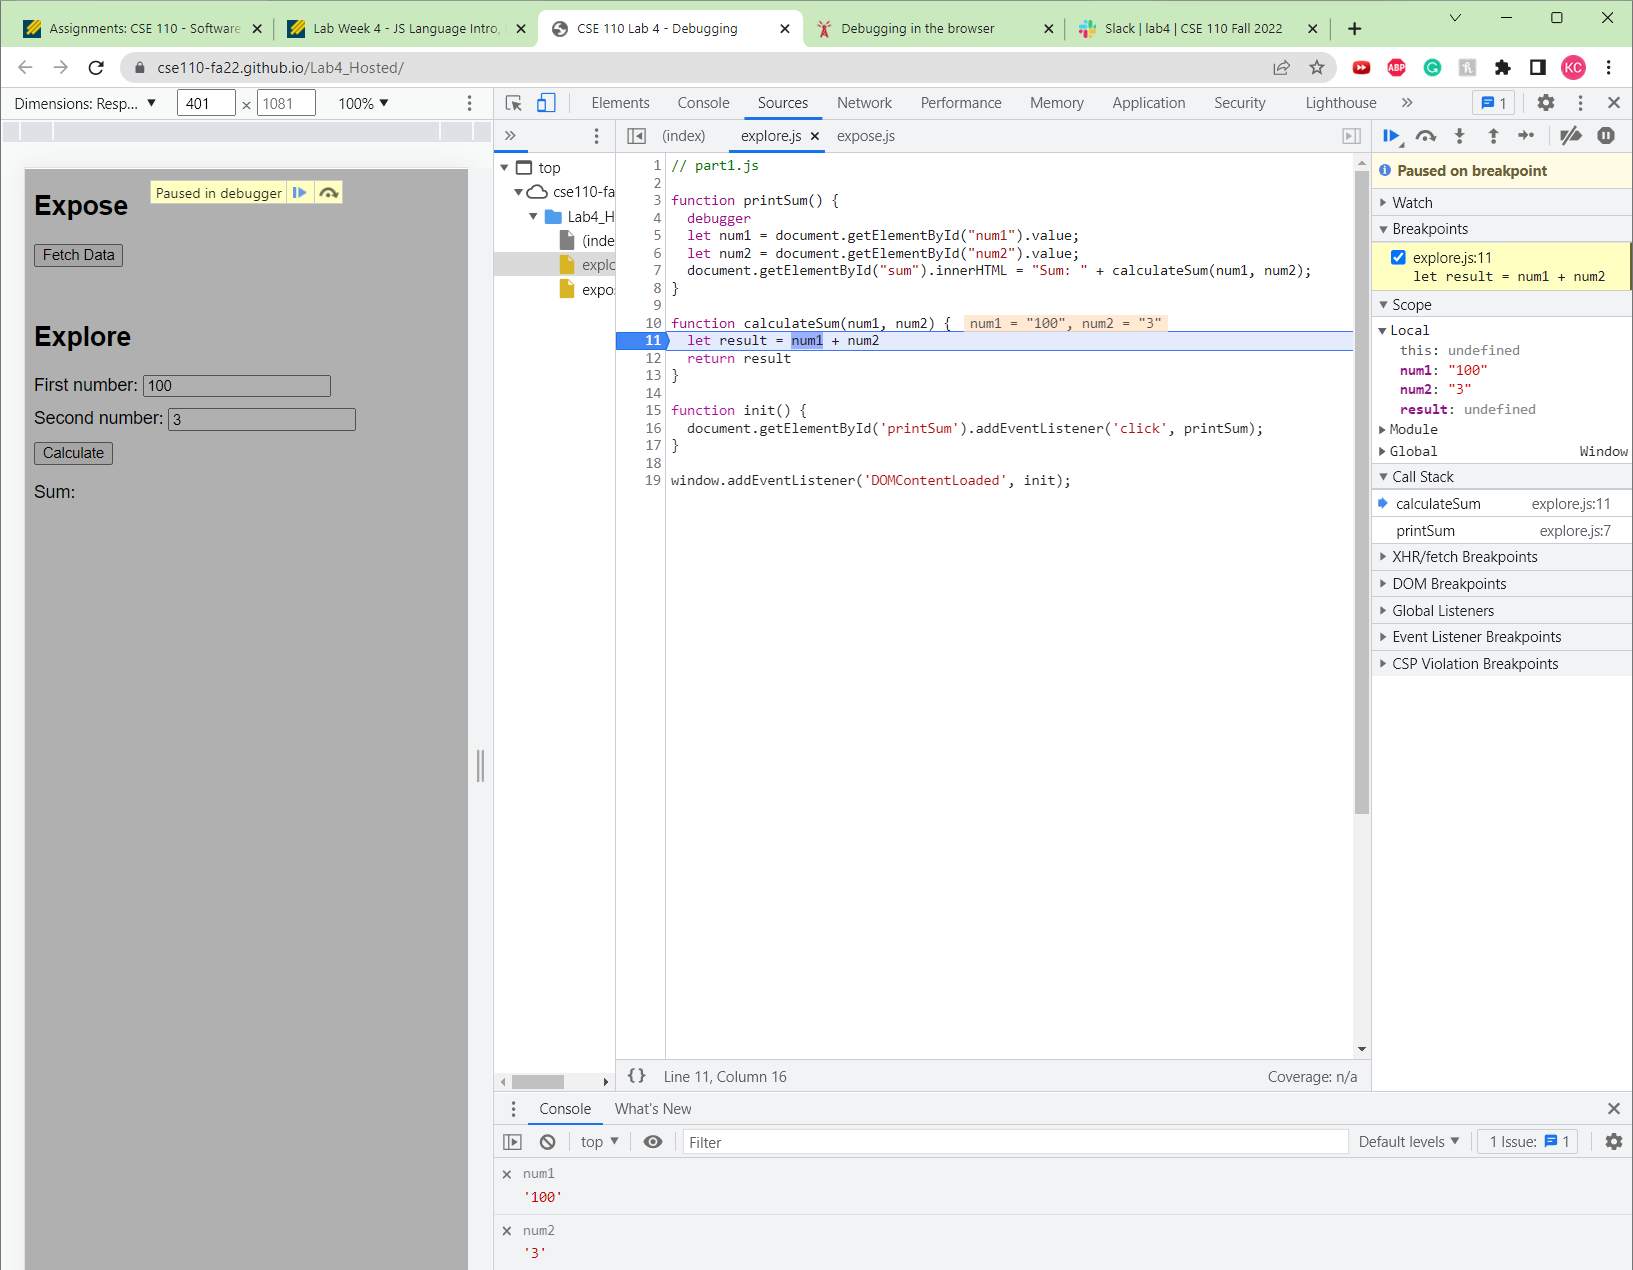 Assignments: CSE 110 - Software
Lab Week 4 - JS Language Intro,
CSE 110 Lab 4 - Debugging
Debugging in the browser
Slack | lab4 | CSE 110 Fall 2022
cse110-fa22.github.io/Lab4_Hosted/
ABP
KC
Dimensions: Resp... 401 × 1081 100%
Elements Console Sources Network Performance Memory Application Security Lighthouse » 1
»
(index) explore.js expose.js
Paused in debugger
Expose
Fetch Data
Explore
First number: 100
Second number: 3
Calculate
Sum:
top
cse110-fa
Lab4_H
(inde
explo
expo
1 // part1.js
2
3 function printSum() {
4 debugger
5 let num1 = document.getElementById("num1").value;
6 let num2 = document.getElementById("num2").value;
7 document.getElementById("sum").innerHTML = "Sum: " + calculateSum(num1, num2);
8 }
9
10 function calculateSum(num1, num2) { num1 = "100", num2 = "3"
11 let result = num1 + num2
12 return result
13 }
14
15 function init() {
16 document.getElementById('printSum').addEventListener('click', printSum);
17 }
18
19 window.addEventListener('DOMContentLoaded', init);
{} Line 11, Column 16 Coverage: n/a
Paused on breakpoint
Watch
Breakpoints
explore.js:11
let result = num1 + num2
Scope
Local
this: undefined
num1: "100"
num2: "3"
result: undefined
Module
Global Window
Call Stack
calculateSum explore.js:11
printSum explore.js:7
XHR/fetch Breakpoints
DOM Breakpoints
Global Listeners
Event Listener Breakpoints
CSP Violation Breakpoints
Console What's New
top Filter Default levels 1 Issue: 1
num1
'100'
num2
'3'